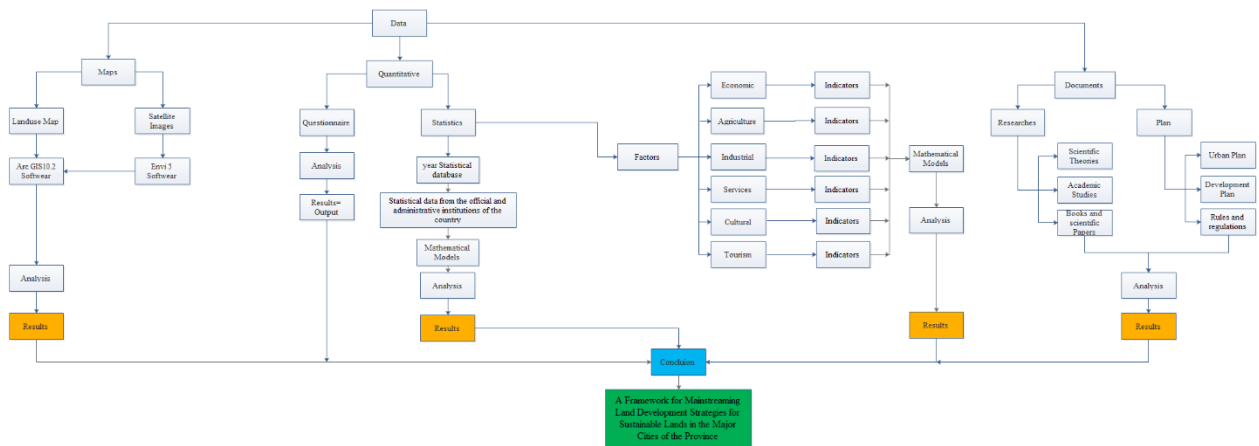 Data
Maps
Quantitative
Documents
Landuse Map
Satellite
Images
Questionnaire
Statistics
Economic
Indicators
Researches
Plan
Agriculture
Indicators
Arc GIS10.2
Softwear
Envi 5
Softwear
Analysis
year Statistical
database
Factors
Industrial
Indicators
Mathematical
Models
Scientific
Theories
Urban Plan
Results=
Output
Statistical data from the official and
administrative institutions of the
country
Services
Indicators
Academic
Studies
Development
Plan
Cultural
Indicators
Analysis
Books and
scientific Papers
Rules and
regulations
Mathematical
Models
Tourism
Indicators
Analysis
Analysis
Analysis
Results
Results
Results
Results
Conclusion
A Framework for Mainstreaming
Land Development Strategies for
Sustainable Lands in the Major
Cities of the Province